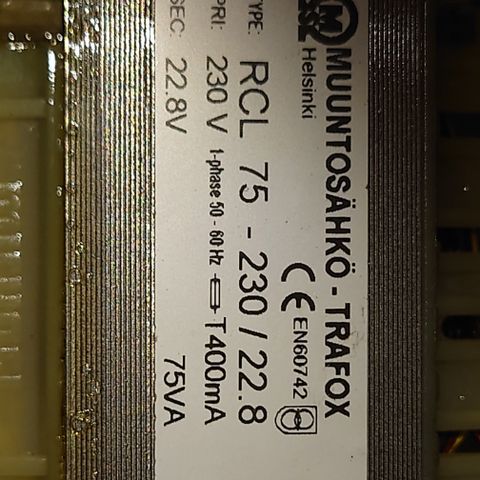 M MUUNTOSÄHKÖ - TRAFOX
Helsinki
CE EN60742
TYPE: RCL 75 - 230 / 22.8
PRI: 230 V 1-phase 50 - 60 Hz T400mA
SEC: 22.8V 75VA